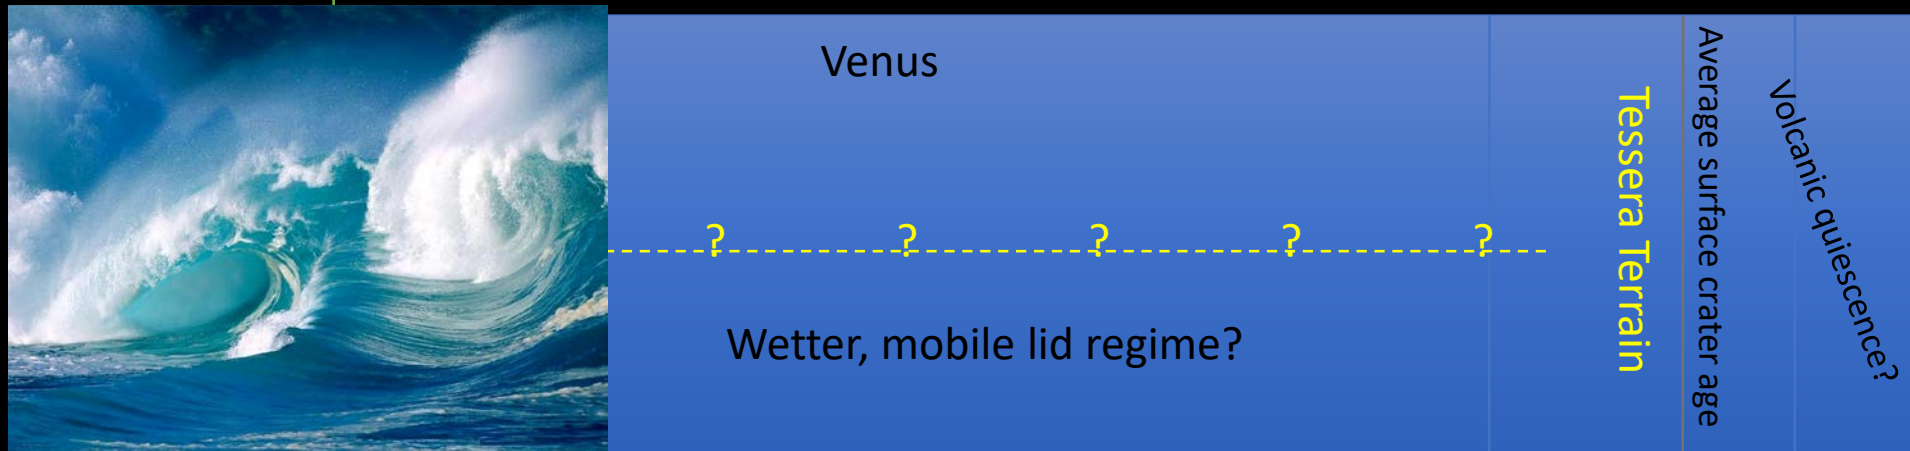 Venus
? ? ? ? ?
Wetter, mobile lid regime?
Tessera Terrain
Average surface crater age
Volcanic quiescence?